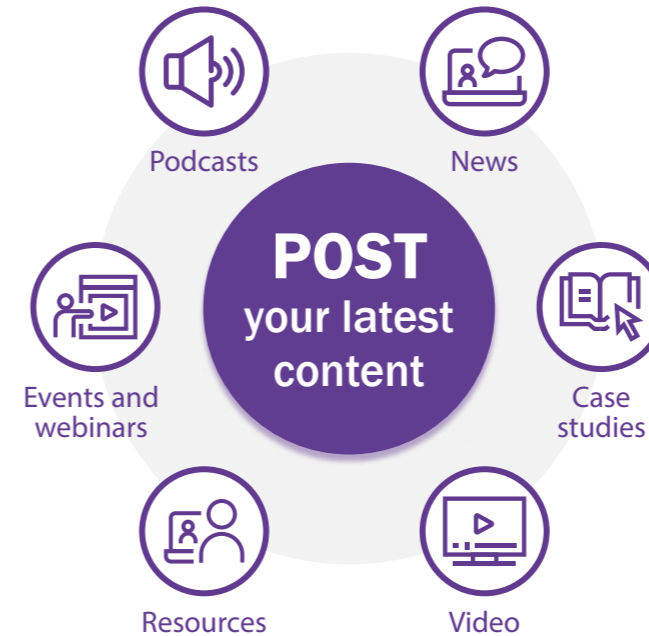 Podcasts
News
POST
your latest
content
Events and
webinars
Case
studies
Resources
Video